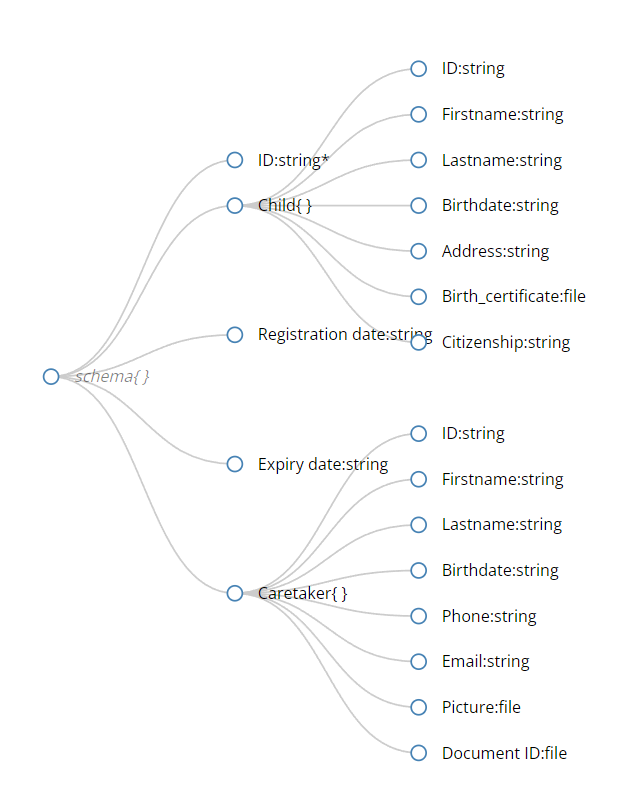 schema{ }
ID:string*
Child{ }
ID:string
Firstname:string
Lastname:string
Birthdate:string
Address:string
Birth_certificate:file
Citizenship:string
Registration date:string
Expiry date:string
Caretaker{ }
ID:string
Firstname:string
Lastname:string
Birthdate:string
Phone:string
Email:string
Picture:file
Document ID:file